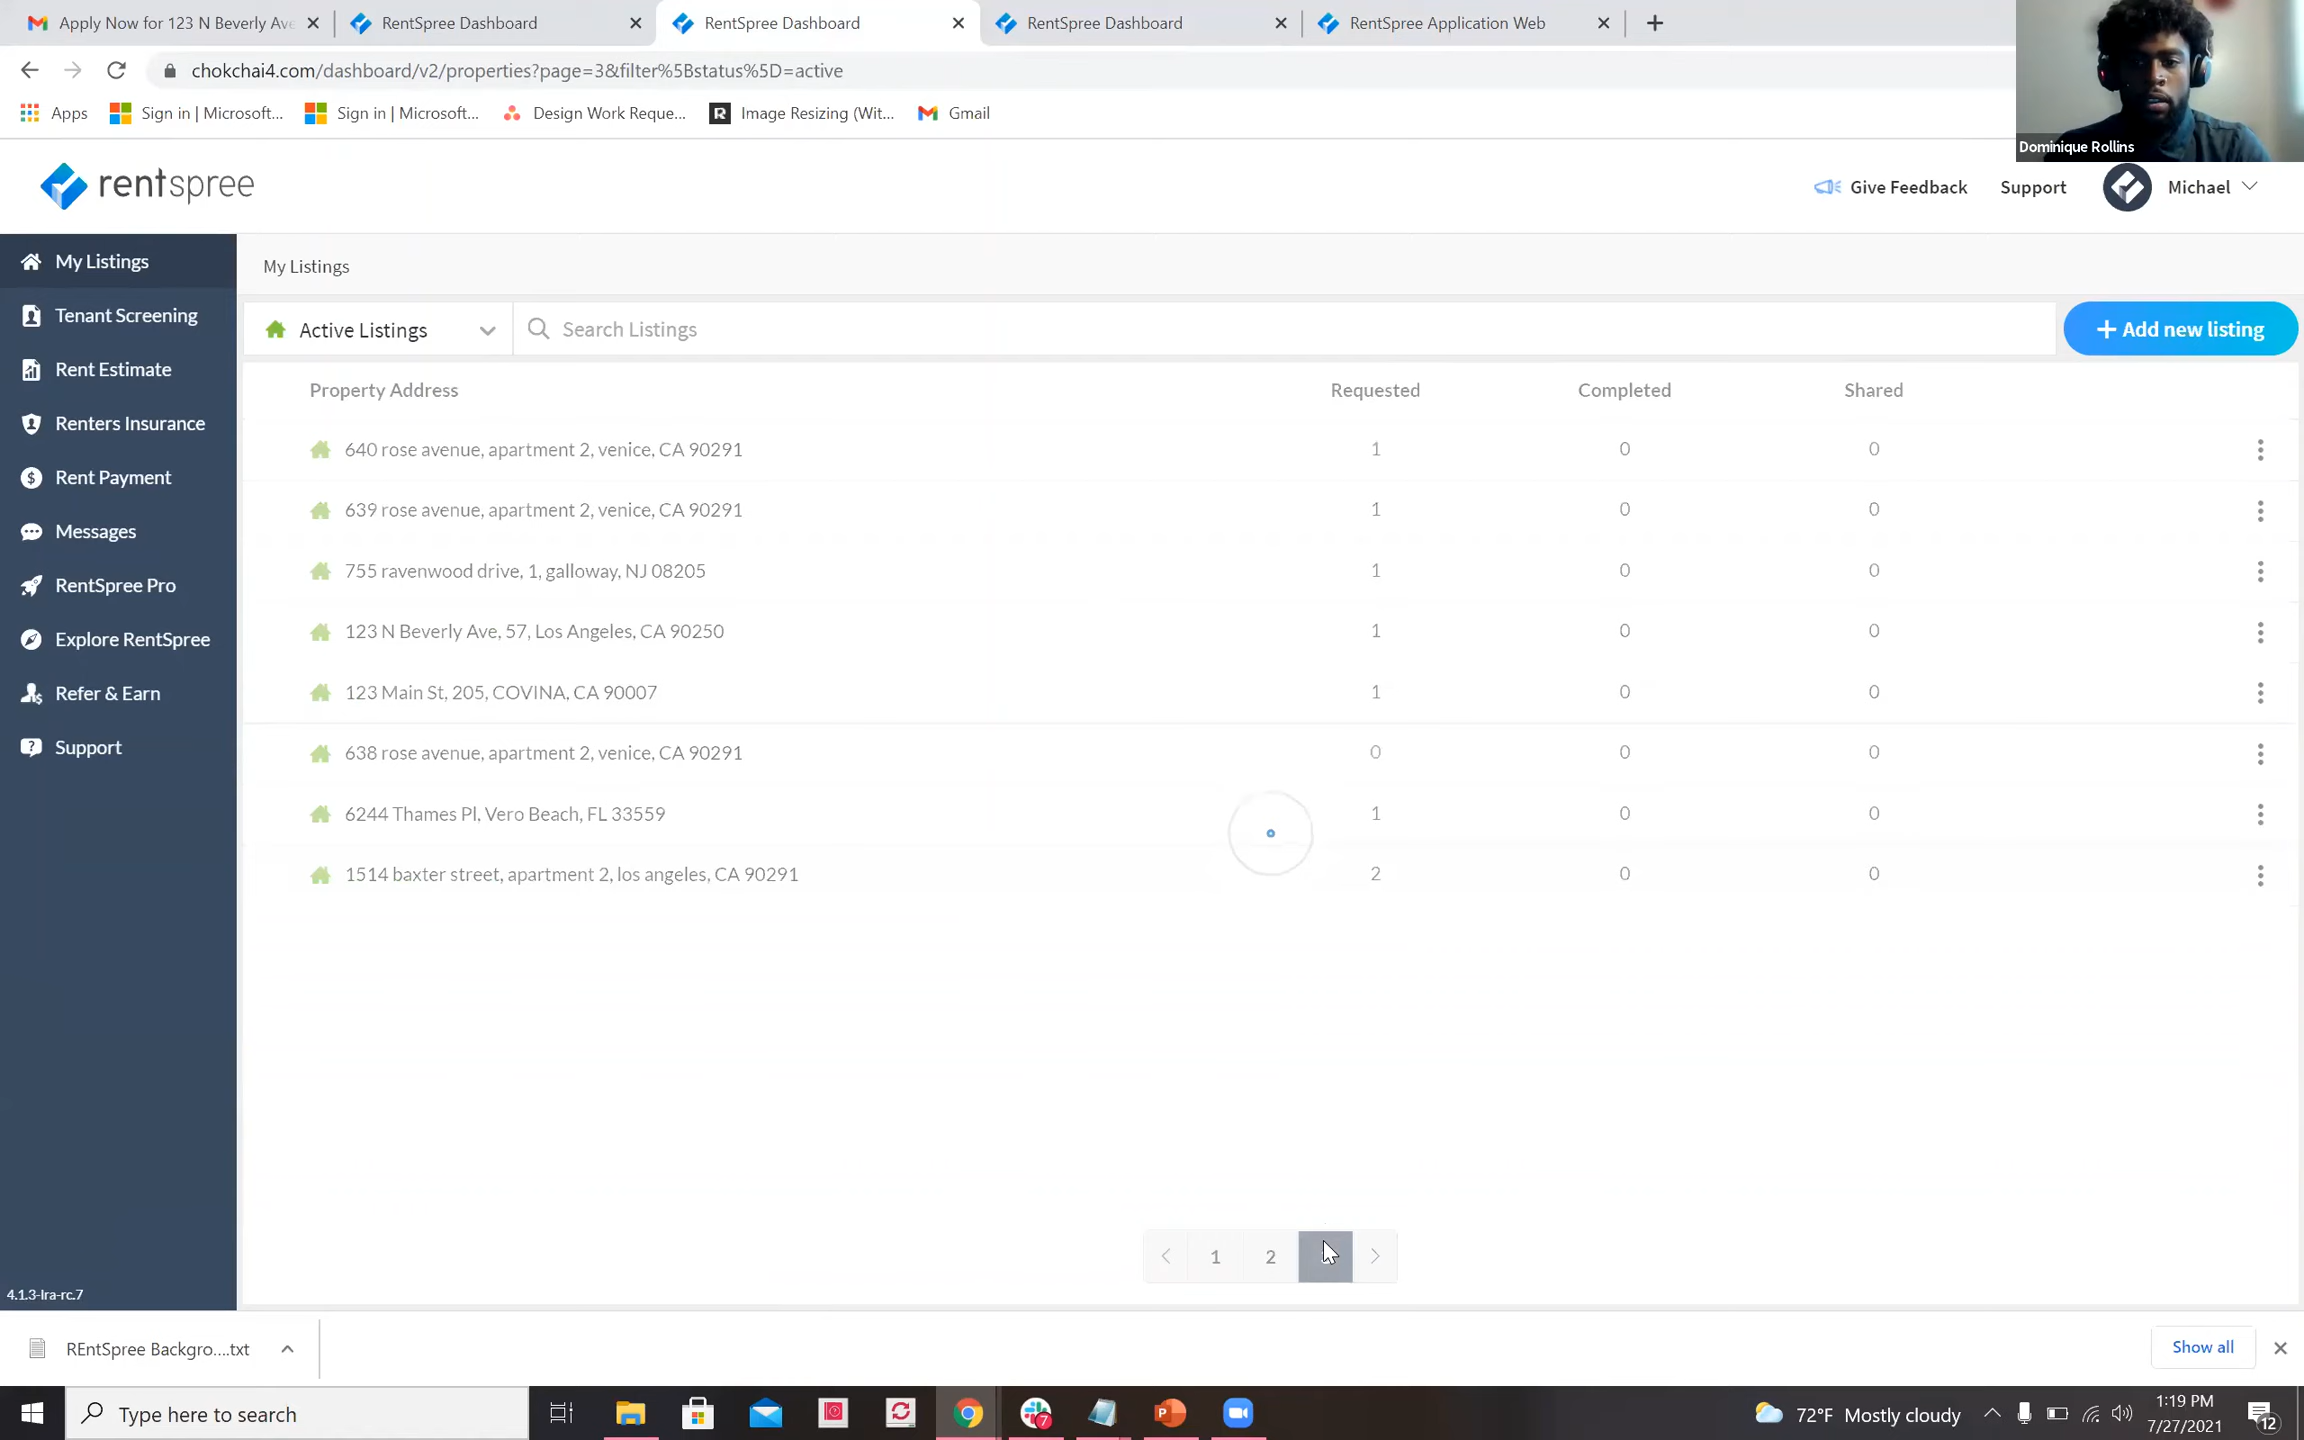 Apply Now for 123 N Beverly Ave
RentSpree Dashboard
RentSpree Dashboard
RentSpree Dashboard
RentSpree Application Web
chokchai4.com/dashboard/v2/properties?page=3&filter%5Bstatus%5D=active
Apps
Sign in | Microsoft...
Sign in | Microsoft...
Design Work Reque...
Image Resizing (Wit...
Gmail
Dominique Rollins
rentspree
Give Feedback
Support
Michael
My Listings
Tenant Screening
Rent Estimate
Renters Insurance
Rent Payment
Messages
RentSpree Pro
Explore RentSpree
Refer & Earn
Support
4.1.3-lra-rc.7
My Listings
Active Listings
Search Listings
+ Add new listing
Property Address Requested Completed Shared
640 rose avenue, apartment 2, venice, CA 90291 1 0 0
639 rose avenue, apartment 2, venice, CA 90291 1 0 0
755 ravenwood drive, 1, galloway, NJ 08205 1 0 0
123 N Beverly Ave, 57, Los Angeles, CA 90250 1 0 0
123 Main St, 205, COVINA, CA 90007 1 0 0
638 rose avenue, apartment 2, venice, CA 90291 0 0 0
6244 Thames Pl, Vero Beach, FL 33559 1 0 0
1514 baxter street, apartment 2, los angeles, CA 90291 2 0 0
< 1 2 >
REntSpree Backgro....txt
Show all
Type here to search
7
72°F Mostly cloudy
1:19 PM
7/27/2021
12